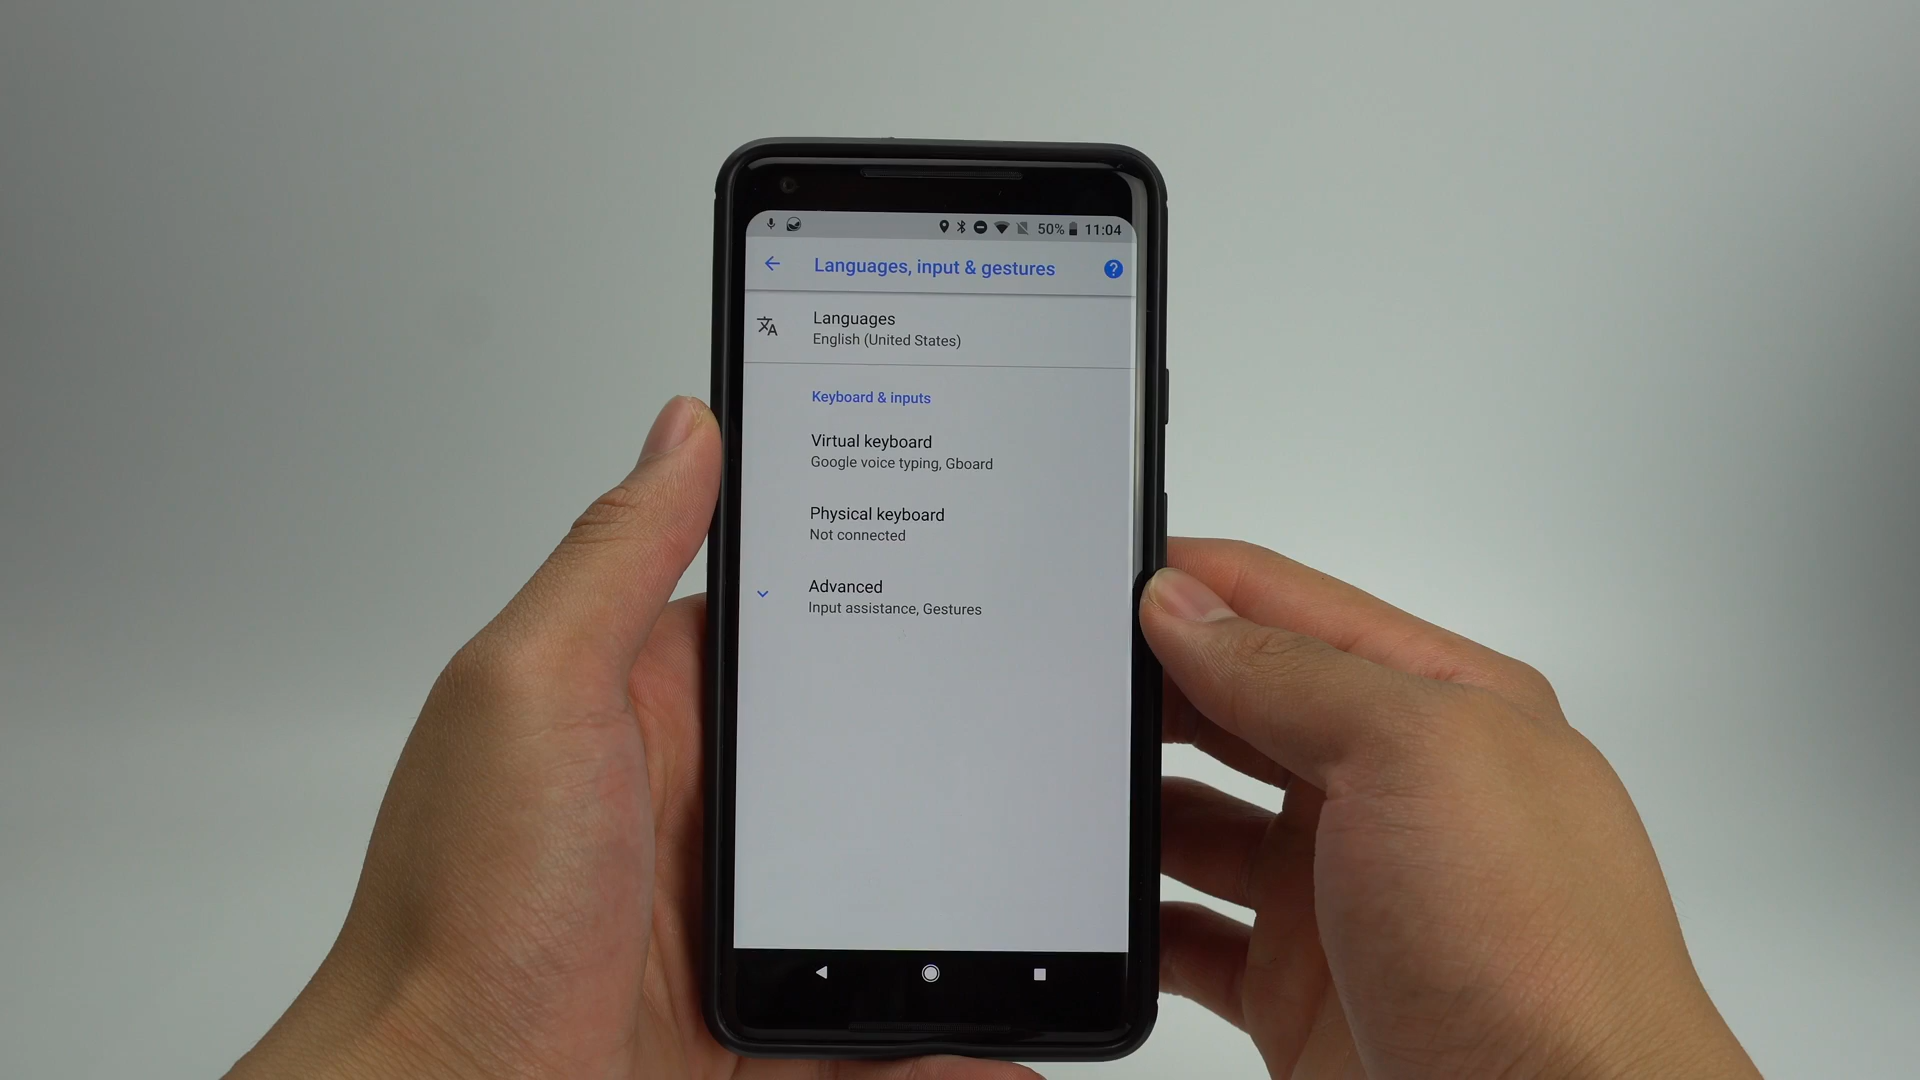 50% 11:04
Languages, input & gestures
?
Languages
English (United States)
Keyboard & inputs
Virtual keyboard
Google voice typing, Gboard
Physical keyboard
Not connected
Advanced
Input assistance, Gestures